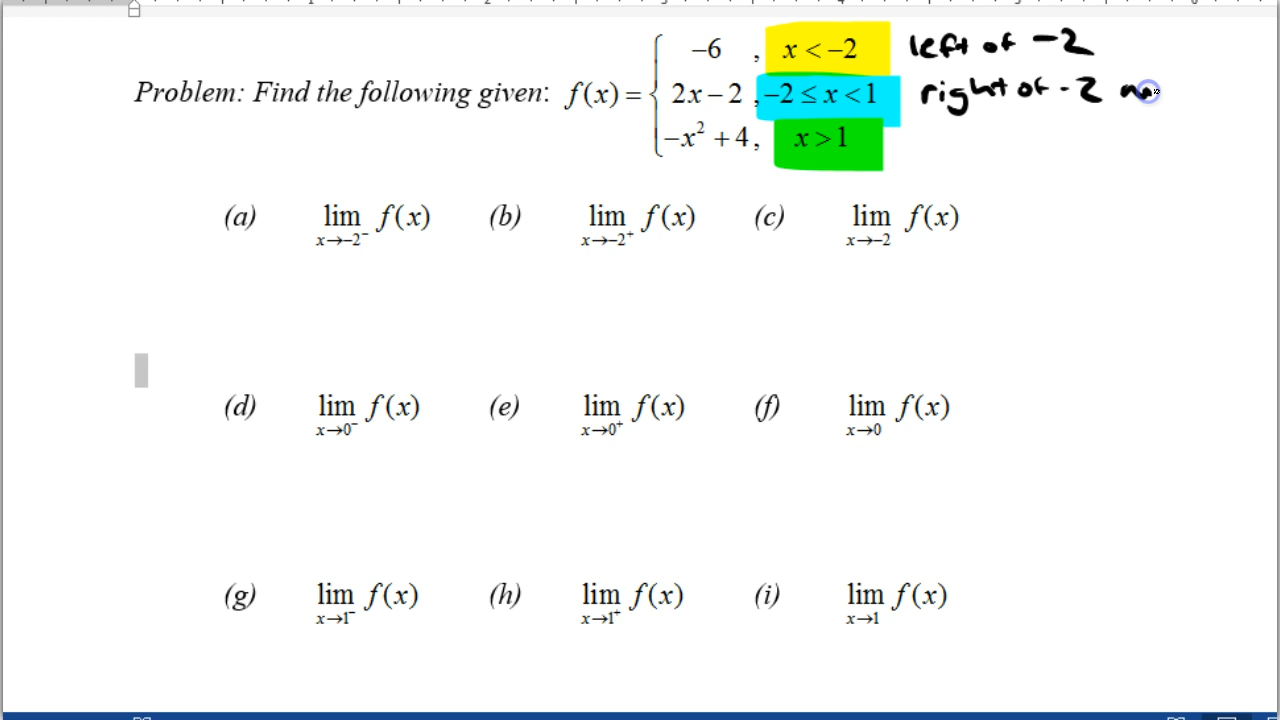 −6 , x < −2 left of −2
Problem: Find the following given: f(x) = { 2x − 2 , −2 ≤ x < 1 right of -2
−x² + 4, x > 1
(a) lim x→−2⁻ f(x) (b) lim x→−2⁺ f(x) (c) lim x→−2 f(x)
(d) lim x→0⁻ f(x) (e) lim x→0⁺ f(x) (f) lim x→0 f(x)
(g) lim x→1⁻ f(x) (h) lim x→1⁺ f(x) (i) lim x→1 f(x)